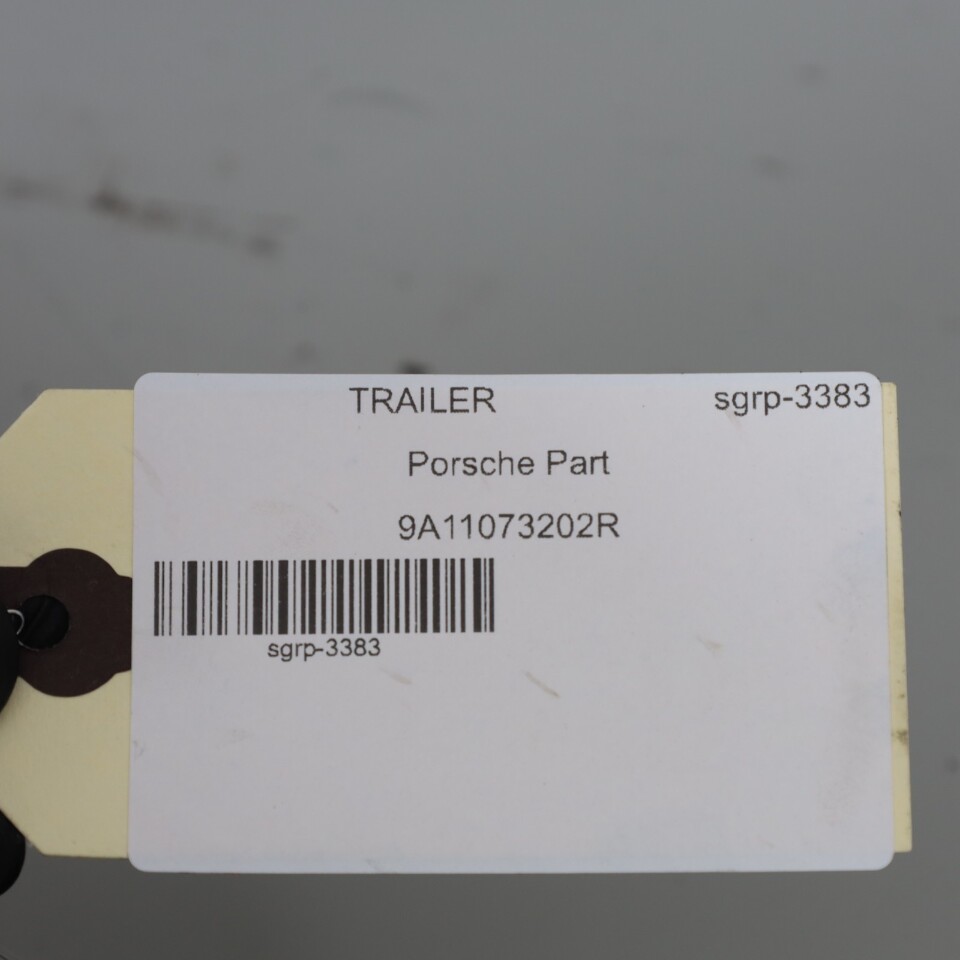 TRAILER sgrp-3383
Porsche Part
9A11073202R
sgrp-3383